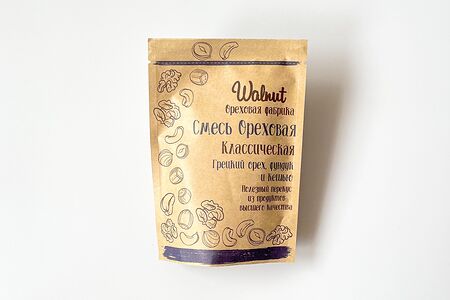 Walnut
Ореховая фабрика
Смесь Ореховая
Классическая
Грецкий орех, фундук
и кешью
Полезный перекус
из продуктов
высшего качества